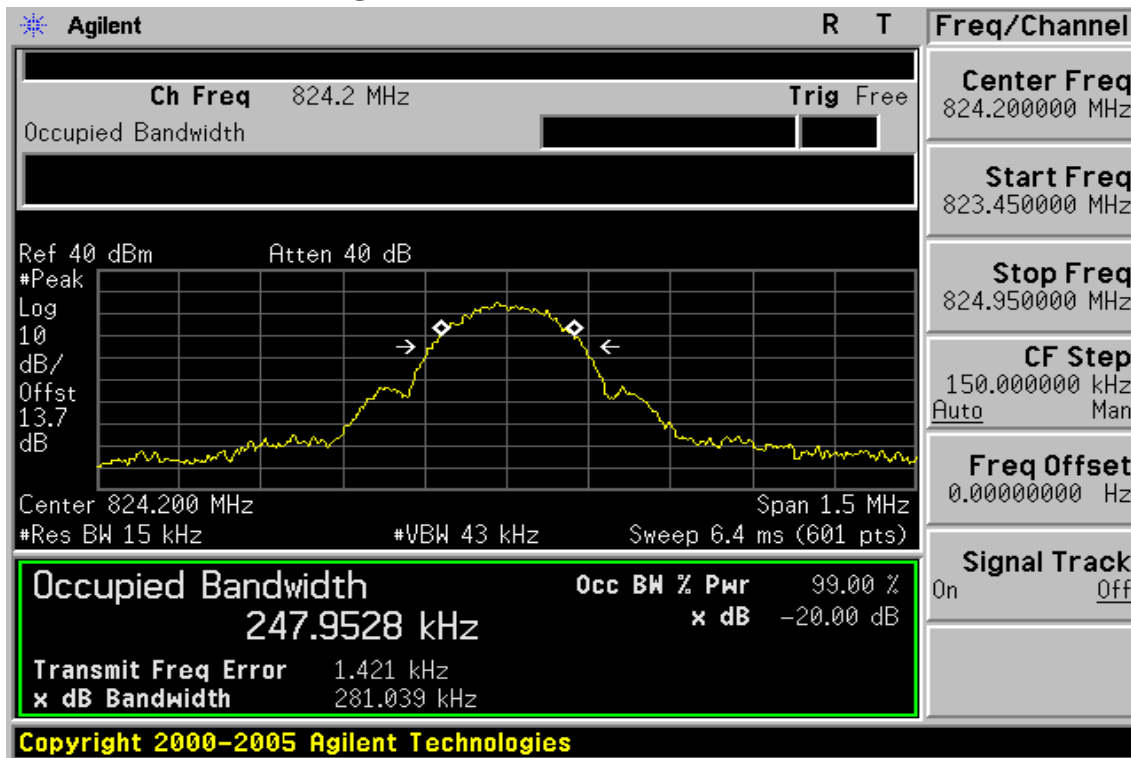 Agilent R T
Ch Freq 824.2 MHz Trig Free
Occupied Bandwidth
Ref 40 dBm Atten 40 dB
#Peak
Log
10
dB/
Offst
13.7
dB
Center 824.200 MHz Span 1.5 MHz
#Res BW 15 kHz #VBW 43 kHz Sweep 6.4 ms (601 pts)
Occupied Bandwidth Occ BW % Pwr 99.00 %
247.9528 kHz x dB -20.00 dB
Transmit Freq Error 1.421 kHz
x dB Bandwidth 281.039 kHz
Copyright 2000-2005 Agilent Technologies
Freq/Channel
Center Freq
824.200000 MHz
Start Freq
823.450000 MHz
Stop Freq
824.950000 MHz
CF Step
150.000000 kHz
Auto Man
Freq Offset
0.00000000 Hz
Signal Track
On Off